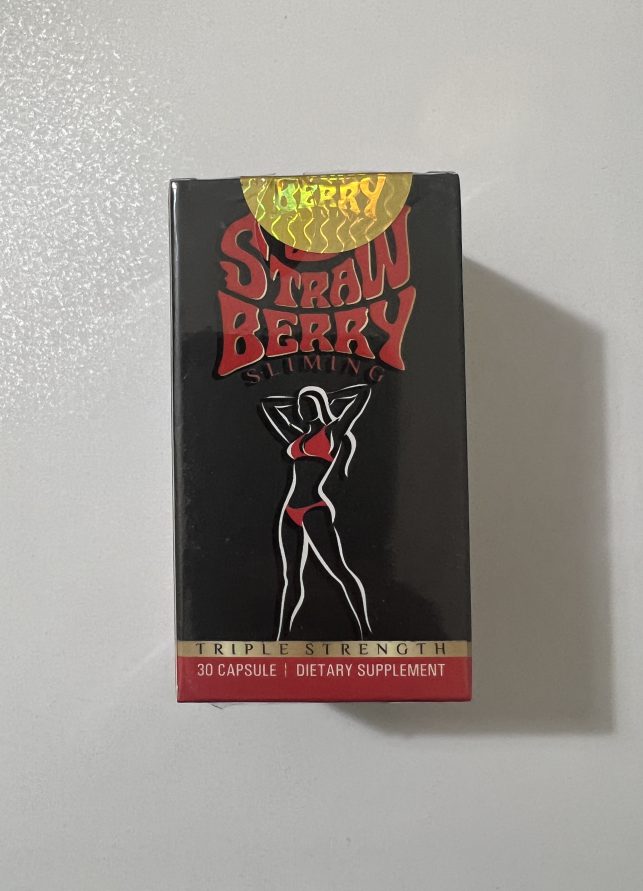 BERRY
STRAW
BERRY
SLIMING
TRIPLE STRENGTH
30 CAPSULE | DIETARY SUPPLEMENT